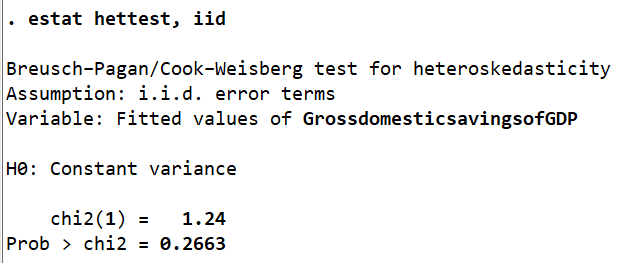 . estat hettest, iid
Breusch–Pagan/Cook–Weisberg test for heteroskedasticity
Assumption: i.i.d. error terms
Variable: Fitted values of GrossdomesticsavingsofGDP
H0: Constant variance
chi2(1) = 1.24
Prob > chi2 = 0.2663